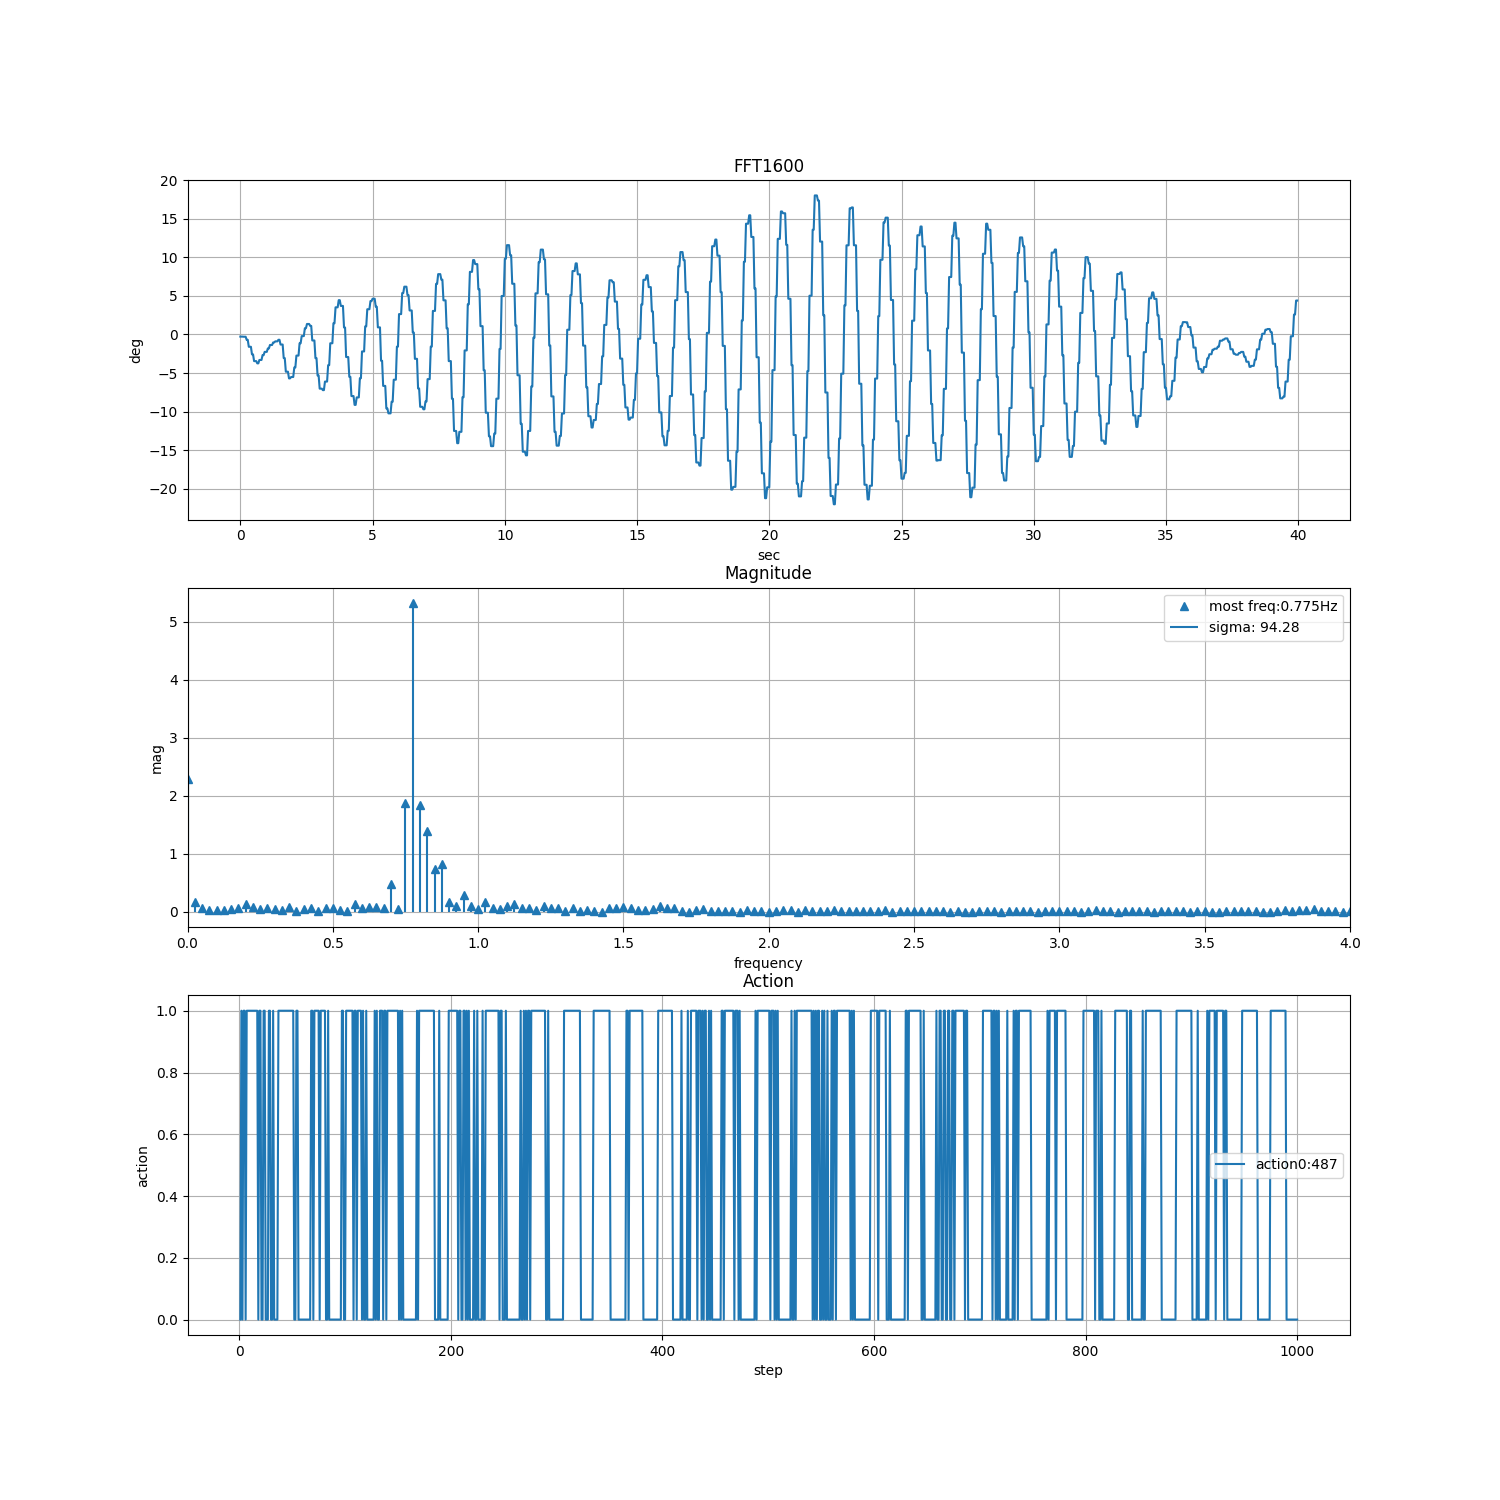 FFT1600
20
15
10
5
0
−5
−10
−15
−20
deg
0 5 10 15 20 25 30 35 40
sec
Magnitude
most freq:0.775Hz
sigma: 94.28
5
4
3
2
1
0
mag
0.0 0.5 1.0 1.5 2.0 2.5 3.0 3.5 4.0
frequency
Action
1.0
0.8
0.6
0.4
0.2
0.0
action
action0:487
0 200 400 600 800 1000
step